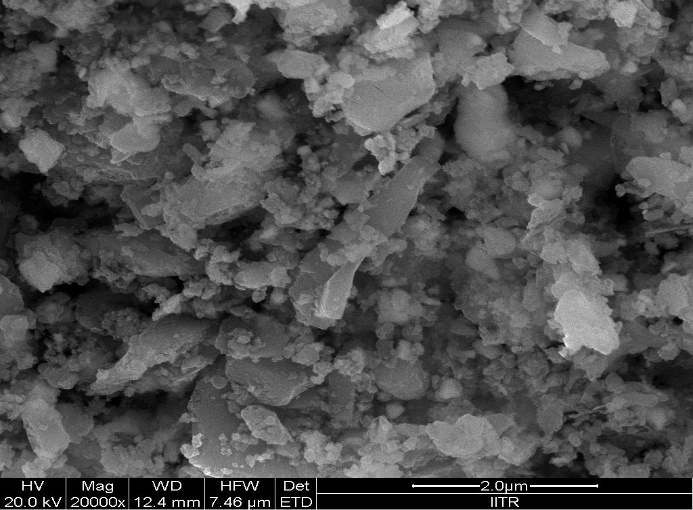 HV Mag WD HFW Det 2.0µm
20.0 kV 20000x 12.4 mm 7.46 µm ETD IITR